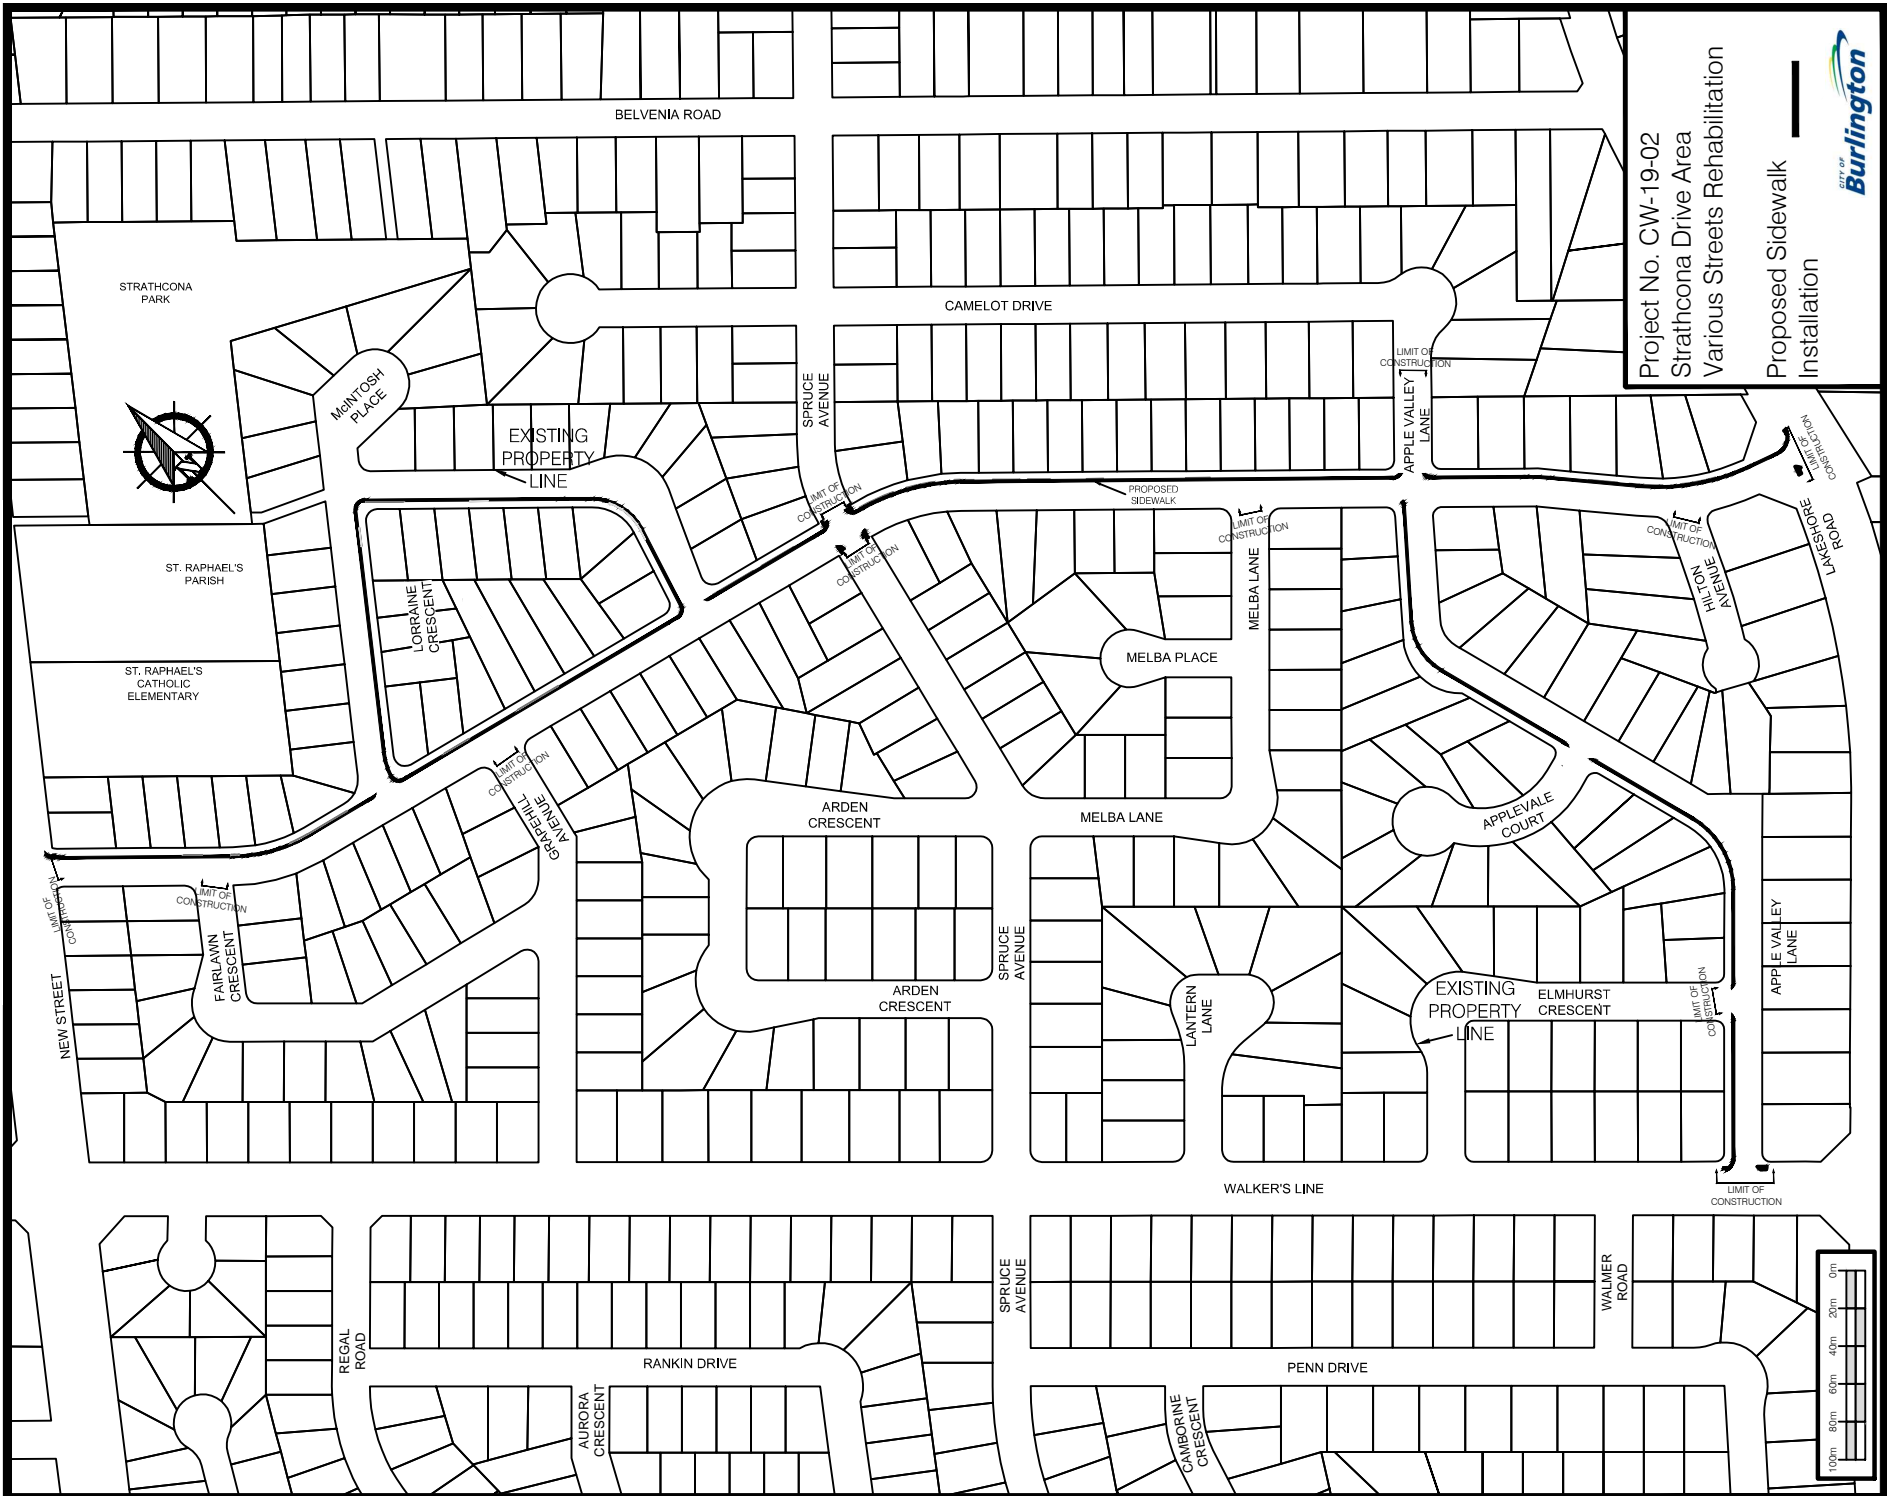 BELVENIA ROAD
Project No. CW-19-02
Strathcona Drive Area
Various Streets Rehabilitation
Proposed Sidewalk
Installation
CITY OF
Burlington
STRATHCONA
PARK
CAMELOT DRIVE
McINTOSH
PLACE
SPRUCE
AVENUE
LIMIT OF
CONSTRUCTION
APPLE VALLEY
LANE
EXISTING
PROPERTY
LINE
LIMIT OF
CONSTRUCTION
PROPOSED
SIDEWALK
LIMIT OF
CONSTRUCTION
LIMIT OF
CONSTRUCTION
LIMIT OF
CONSTRUCTION
LIMIT OF
CONSTRUCTION
LAKESHORE
ROAD
ST. RAPHAEL'S
PARISH
LORRAINE
CRESCENT
MELBA LANE
HILTON
AVENUE
MELBA PLACE
ST. RAPHAEL'S
CATHOLIC
ELEMENTARY
LIMIT OF
CONSTRUCTION
GRAPEHILL
AVENUE
ARDEN
CRESCENT
MELBA LANE
APPLEVALE
COURT
LIMIT OF
CONSTRUCTION
LIMIT OF
CONSTRUCTION
FAIRLAWN
CRESCENT
NEW STREET
SPRUCE
AVENUE
ARDEN
CRESCENT
LANTERN
LANE
EXISTING
PROPERTY
LINE
ELMHURST
CRESCENT
LIMIT OF
CONSTRUCTION
APPLE VALLEY
LANE
WALKER'S LINE
LIMIT OF
CONSTRUCTION
REGAL
ROAD
RANKIN DRIVE
AURORA
CRESCENT
SPRUCE
AVENUE
PENN DRIVE
CAMBORINE
CRESCENT
WALMER
ROAD
100m 80m 60m 40m 20m 0m